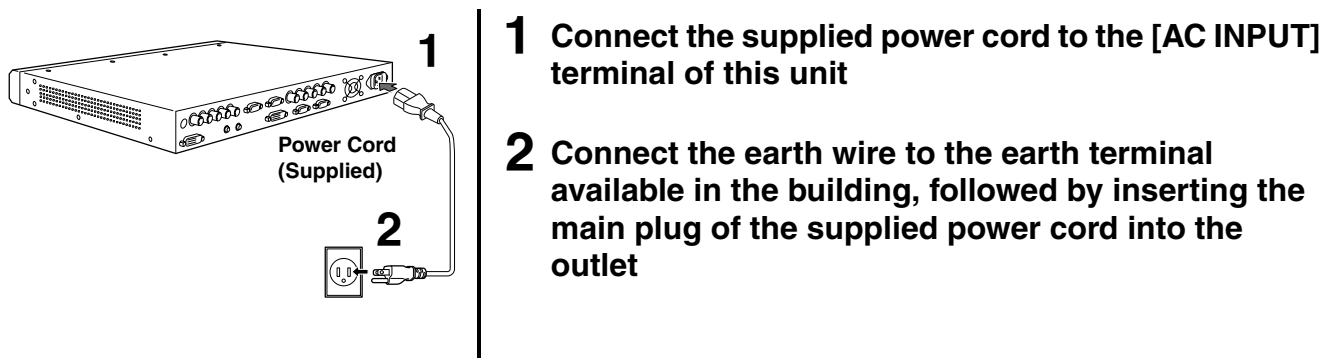 1
Power Cord
(Supplied)
2
1 Connect the supplied power cord to the [AC INPUT]
terminal of this unit
2 Connect the earth wire to the earth terminal
available in the building, followed by inserting the
main plug of the supplied power cord into the
outlet